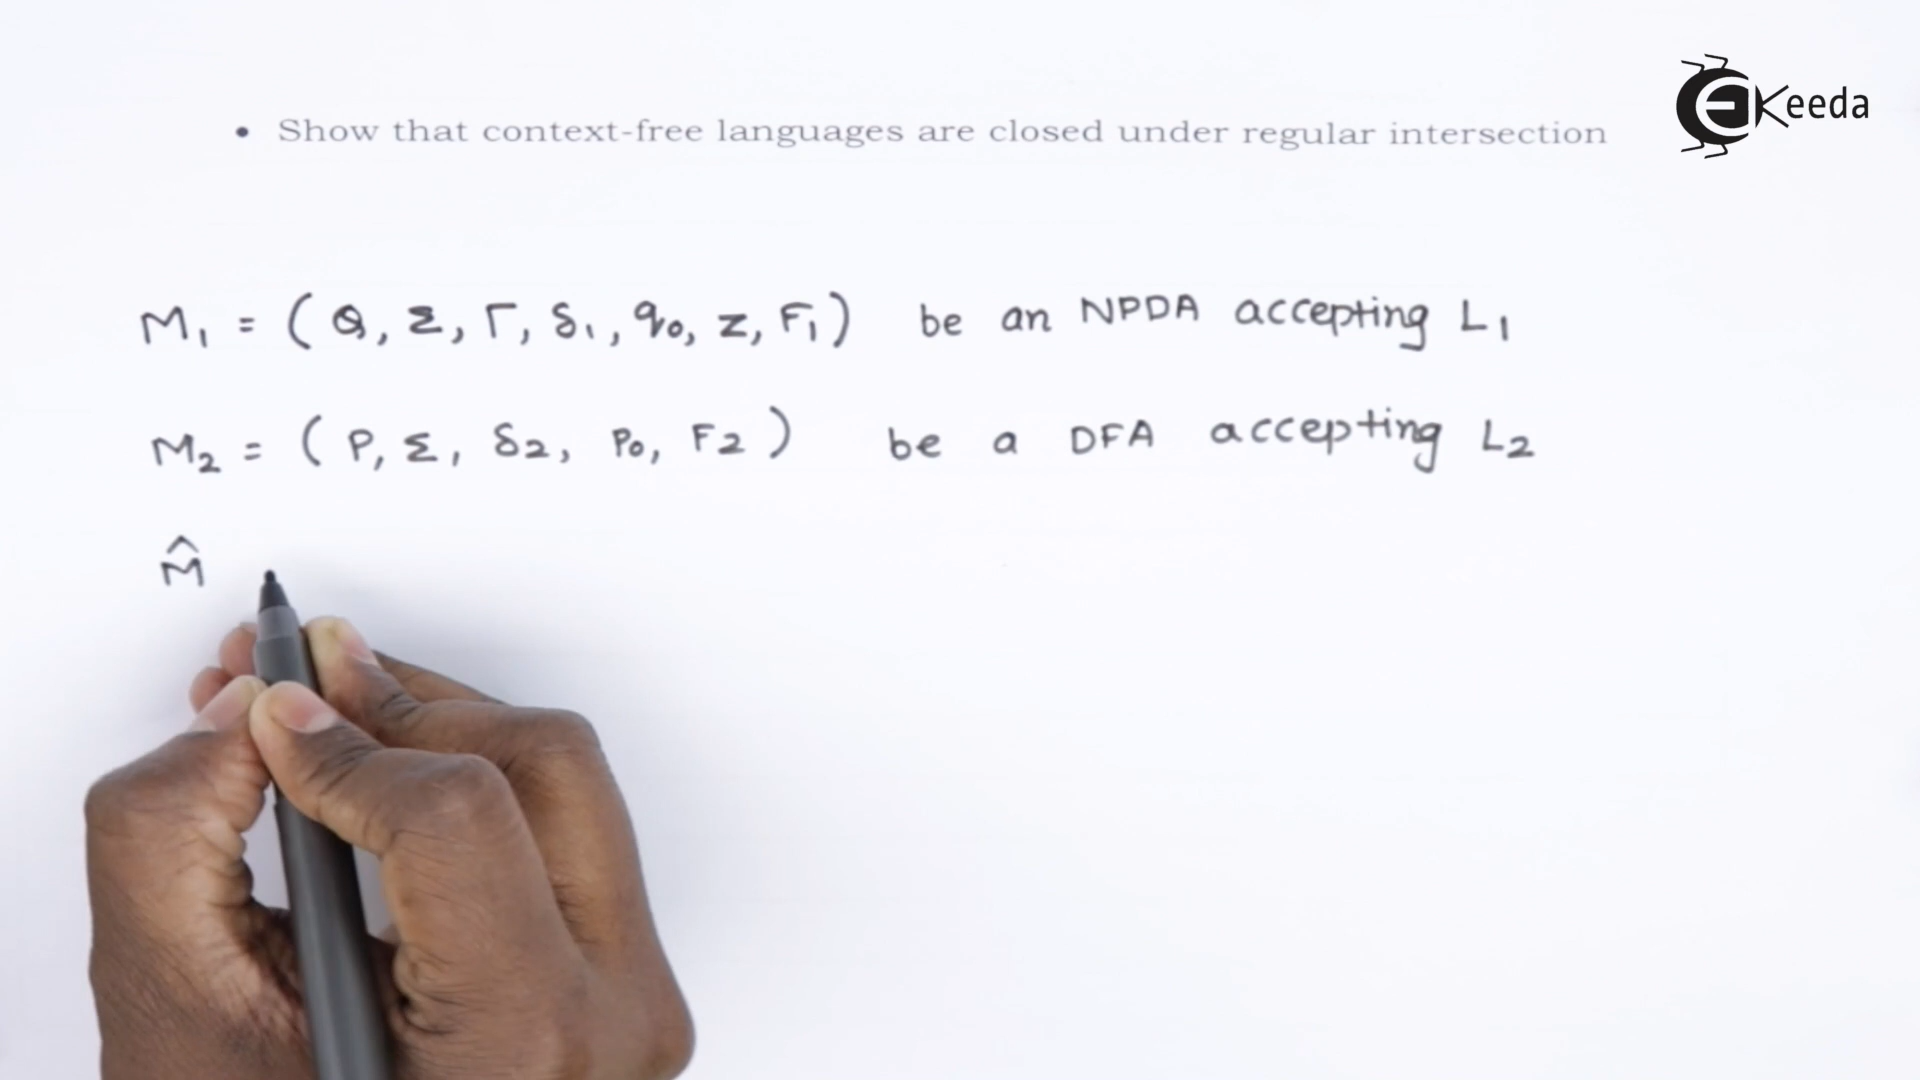 Keeda
• Show that context-free languages are closed under regular intersection
M₁ = (Q, Σ, Γ, δ₁, q₀, z, F₁) be an NPDA accepting L₁
M₂ = (P, Σ, δ₂, p₀, F₂) be a DFA accepting L₂
M̂